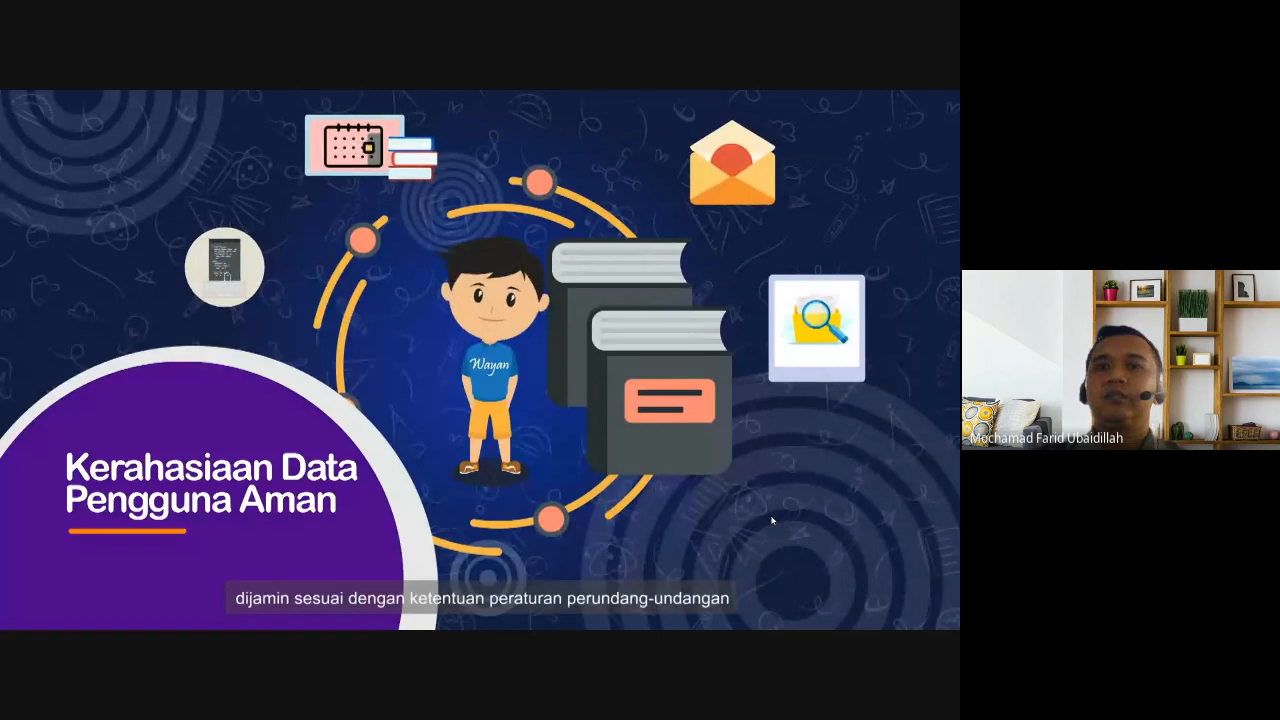 Wayan
Kerahasiaan Data
Pengguna Aman
dijamin sesuai dengan ketentuan peraturan perundang-undangan
Mochamad Farid Ubaidillah